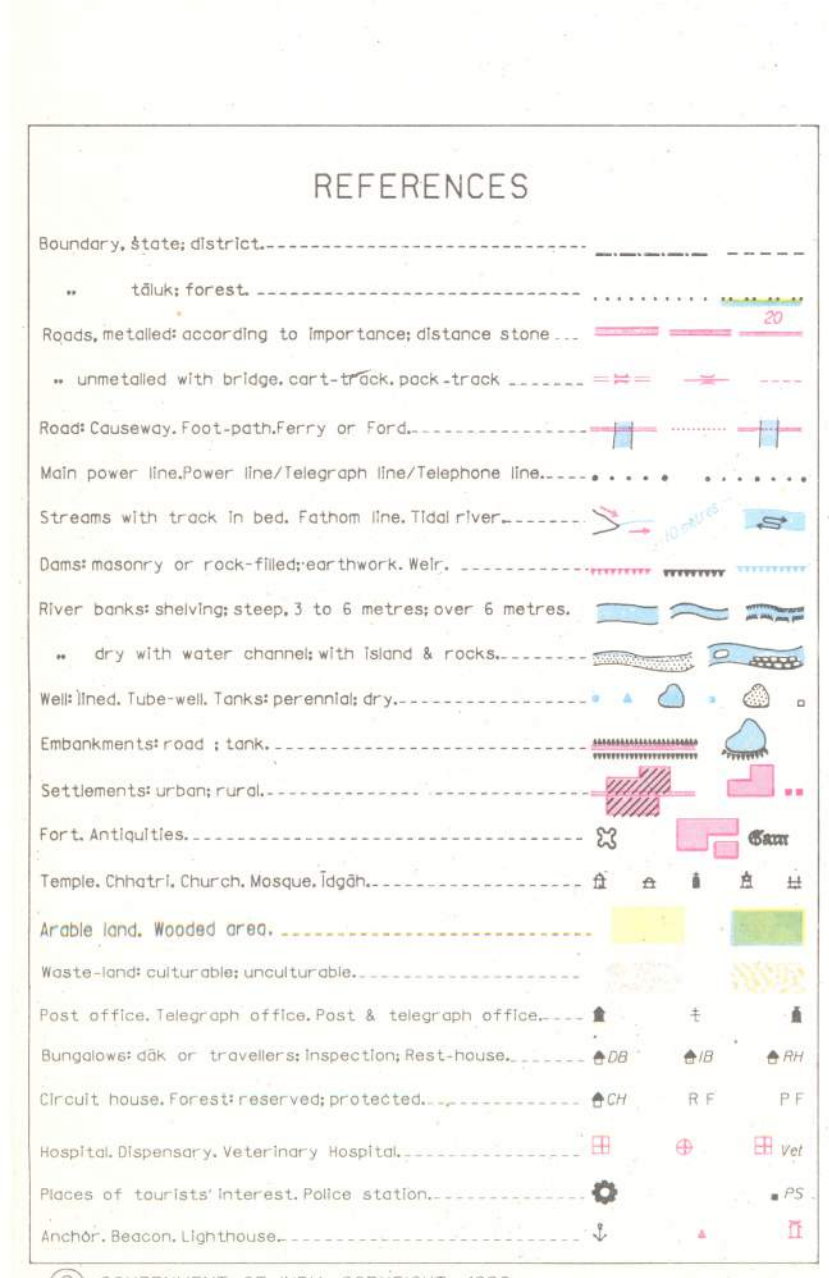 REFERENCES
Boundary, state; district.
" tāluk; forest.
20
Roads, metalled: according to importance; distance stone
" unmetalled with bridge. cart-track. pack-track
Road: Causeway. Foot-path. Ferry or Ford.
Main power line. Power line/Telegraph line/Telephone line.
Streams with track in bed. Fathom line. Tidal river. 10 metres
Dams: masonry or rock-filled; earthwork. Weir.
River banks: shelving; steep, 3 to 6 metres; over 6 metres.
" dry with water channel; with island & rocks.
Well: lined. Tube-well. Tanks: perennial; dry.
Embankments: road ; tank.
Settlements: urban; rural.
Fort. Antiquities. Gam
Temple. Chhatri. Church. Mosque. Īdgāh.
Arable land. Wooded area.
Waste-land: culturable; unculturable.
Post office. Telegraph office. Post & telegraph office.
Bungalows: dāk or travellers; inspection; Rest-house. DB IB RH
Circuit house. Forest: reserved; protected. CH R F P F
Hospital. Dispensary. Veterinary Hospital. Vet
Places of tourists' interest. Police station. PS
Anchor. Beacon. Lighthouse.